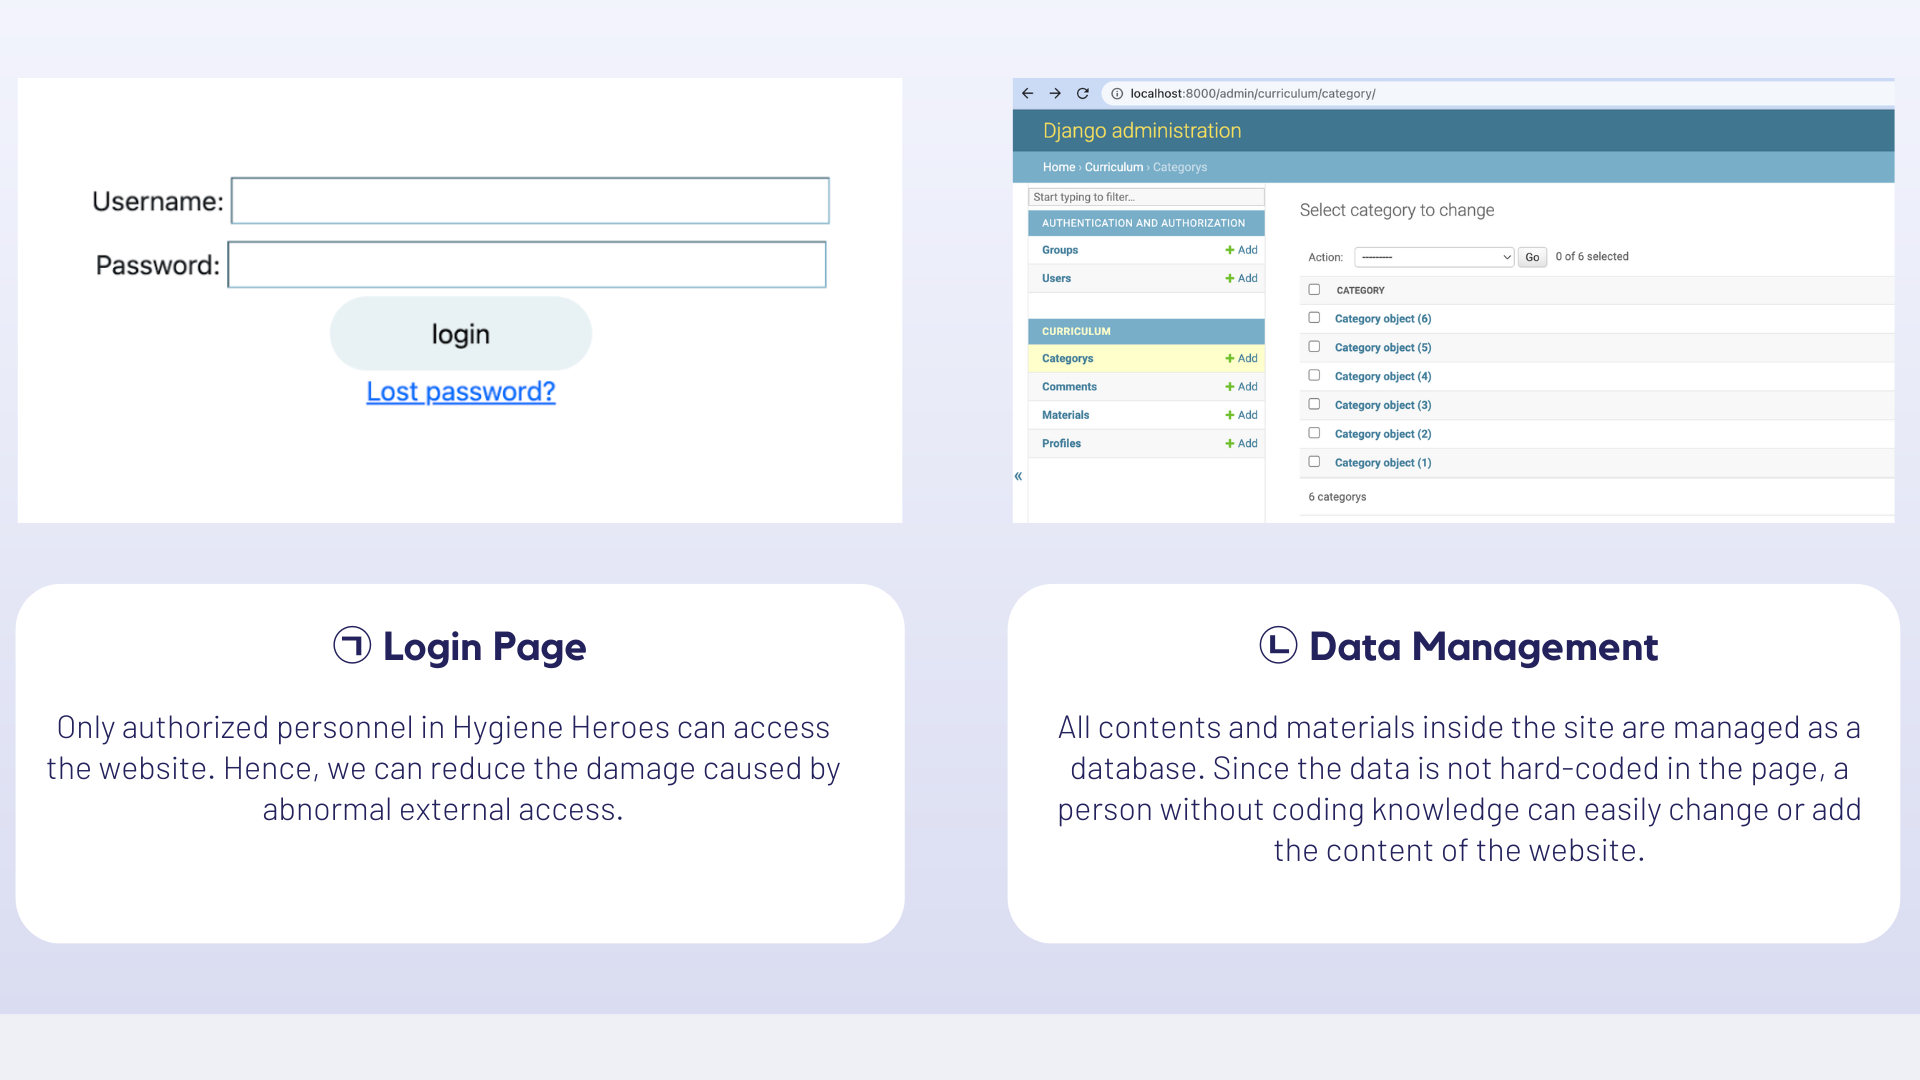 Username:
Password:
login
Lost password?
localhost:8000/admin/curriculum/category/
Django administration
Home › Curriculum › Categorys
Start typing to filter...
AUTHENTICATION AND AUTHORIZATION
Groups + Add
Users + Add
CURRICULUM
Categorys + Add
Comments + Add
Materials + Add
Profiles + Add
«
Select category to change
Action: --------- Go 0 of 6 selected
CATEGORY
Category object (6)
Category object (5)
Category object (4)
Category object (3)
Category object (2)
Category object (1)
6 categorys
Login Page
Only authorized personnel in Hygiene Heroes can access
the website. Hence, we can reduce the damage caused by
abnormal external access.
Data Management
All contents and materials inside the site are managed as a
database. Since the data is not hard-coded in the page, a
person without coding knowledge can easily change or add
the content of the website.